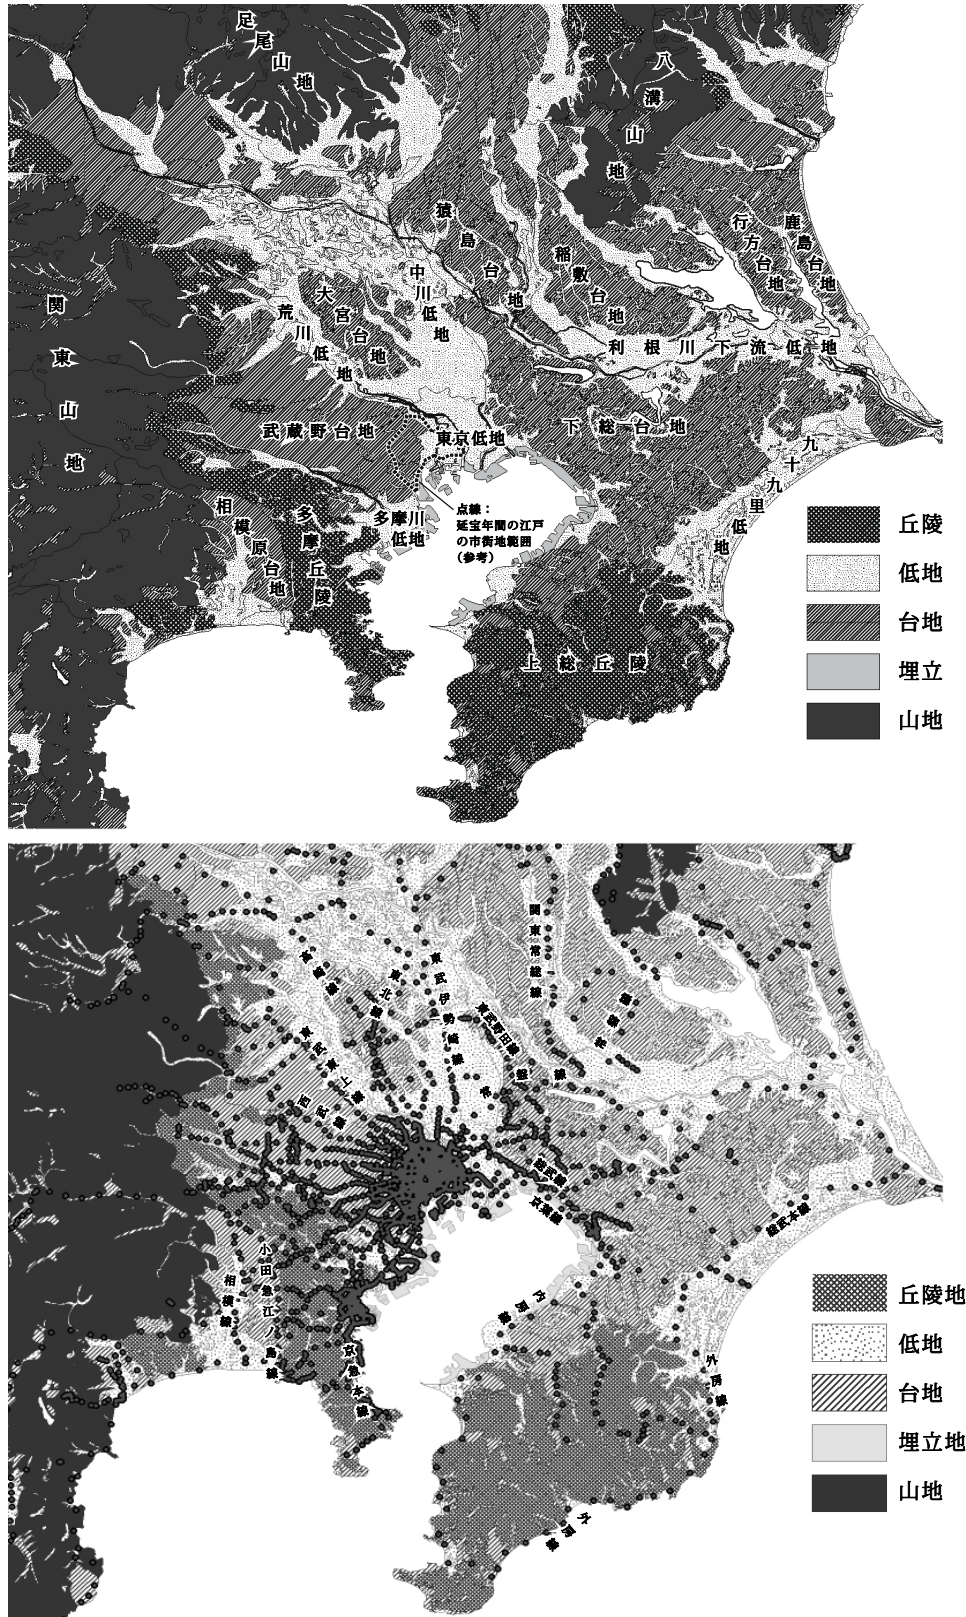 足尾山地
八溝山地
猿島台地
行方台地
鹿島台地
稲敷台地
中川低地
大宮台地
荒川低地
関東山地
利根川下流低地
武蔵野台地
東京低地
下総台地
九十九里低地
相模原台地
多摩丘陵
多摩川
低地
点線：
延宝年間の江戸
の市街地範囲
（参考）
上総丘陵
丘陵
低地
台地
埋立
山地
関東常総線
高崎線
東北線
東武伊勢崎線
東武野田線
常磐線
東武東上線
西武線
総武線
京葉線
総武本線
小田急江ノ島線
相模線
京急本線
内房線
外房線
外房線
丘陵地
低地
台地
埋立地
山地